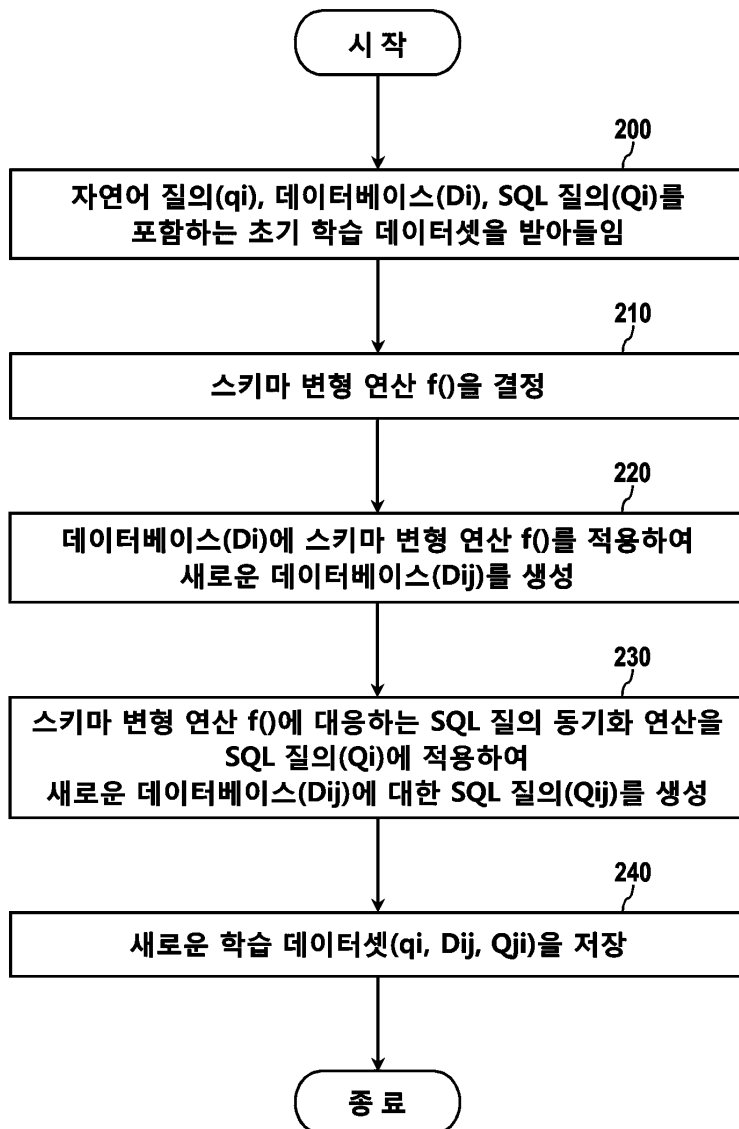 시 작
200
자연어 질의(qi), 데이터베이스(Di), SQL 질의(Qi)를
포함하는 초기 학습 데이터셋을 받아들임
210
스키마 변형 연산 f()을 결정
220
데이터베이스(Di)에 스키마 변형 연산 f()를 적용하여
새로운 데이터베이스(Dij)를 생성
230
스키마 변형 연산 f()에 대응하는 SQL 질의 동기화 연산을
SQL 질의(Qi)에 적용하여
새로운 데이터베이스(Dij)에 대한 SQL 질의(Qij)를 생성
240
새로운 학습 데이터셋(qi, Dij, Qji)을 저장
종 료